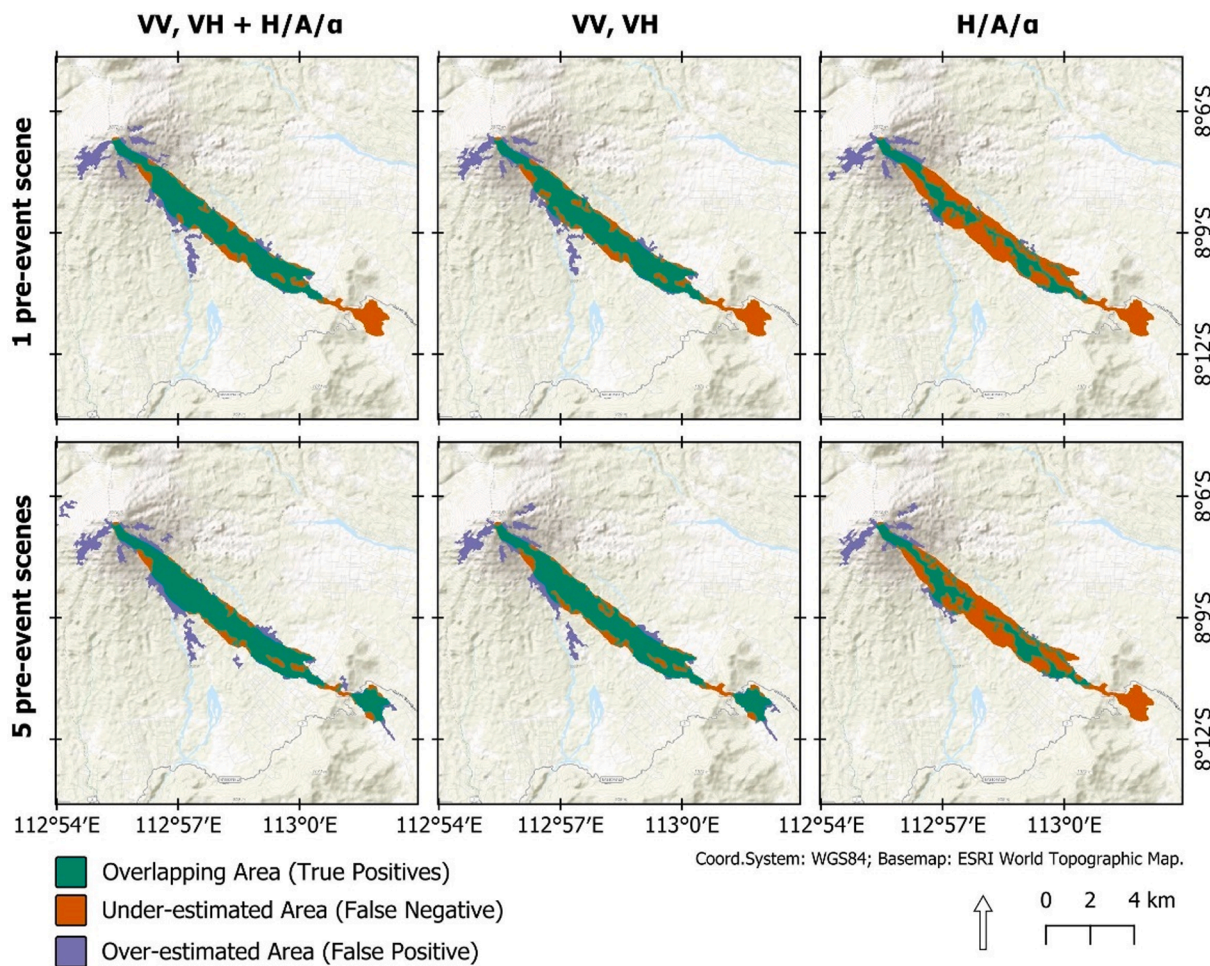 VV, VH + H/A/α
VV, VH
H/A/α
1 pre-event scene
8°6′S
8°9′S
8°12′S
5 pre-event scenes
8°6′S
8°9′S
8°12′S
112°54′E
112°57′E
113°0′E
112°54′E
112°57′E
113°0′E
112°54′E
112°57′E
113°0′E
Coord.System: WGS84; Basemap: ESRI World Topographic Map.
Overlapping Area (True Positives)
Under-estimated Area (False Negative)
Over-estimated Area (False Positive)
0 2 4 km